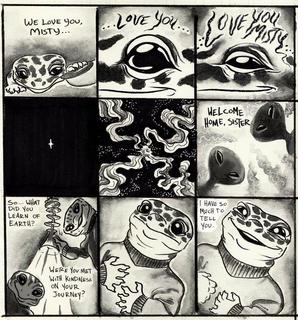 WE LOVE YOU,
MISTY...
...LOVE YOU...
LOVE YOU,
MISTY...
WELCOME
HOME, SISTER.
SO... WHAT
DID YOU
LEARN OF
EARTH?
WERE YOU MET
WITH KINDNESS
ON YOUR
JOURNEY?
I HAVE SO
MUCH TO
TELL YOU.